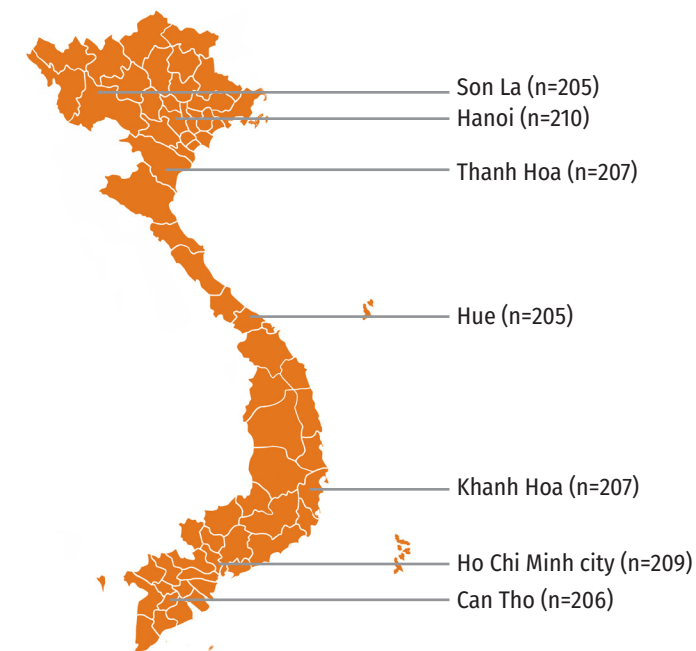 Son La (n=205)
Hanoi (n=210)
Thanh Hoa (n=207)
Hue (n=205)
Khanh Hoa (n=207)
Ho Chi Minh city (n=209)
Can Tho (n=206)